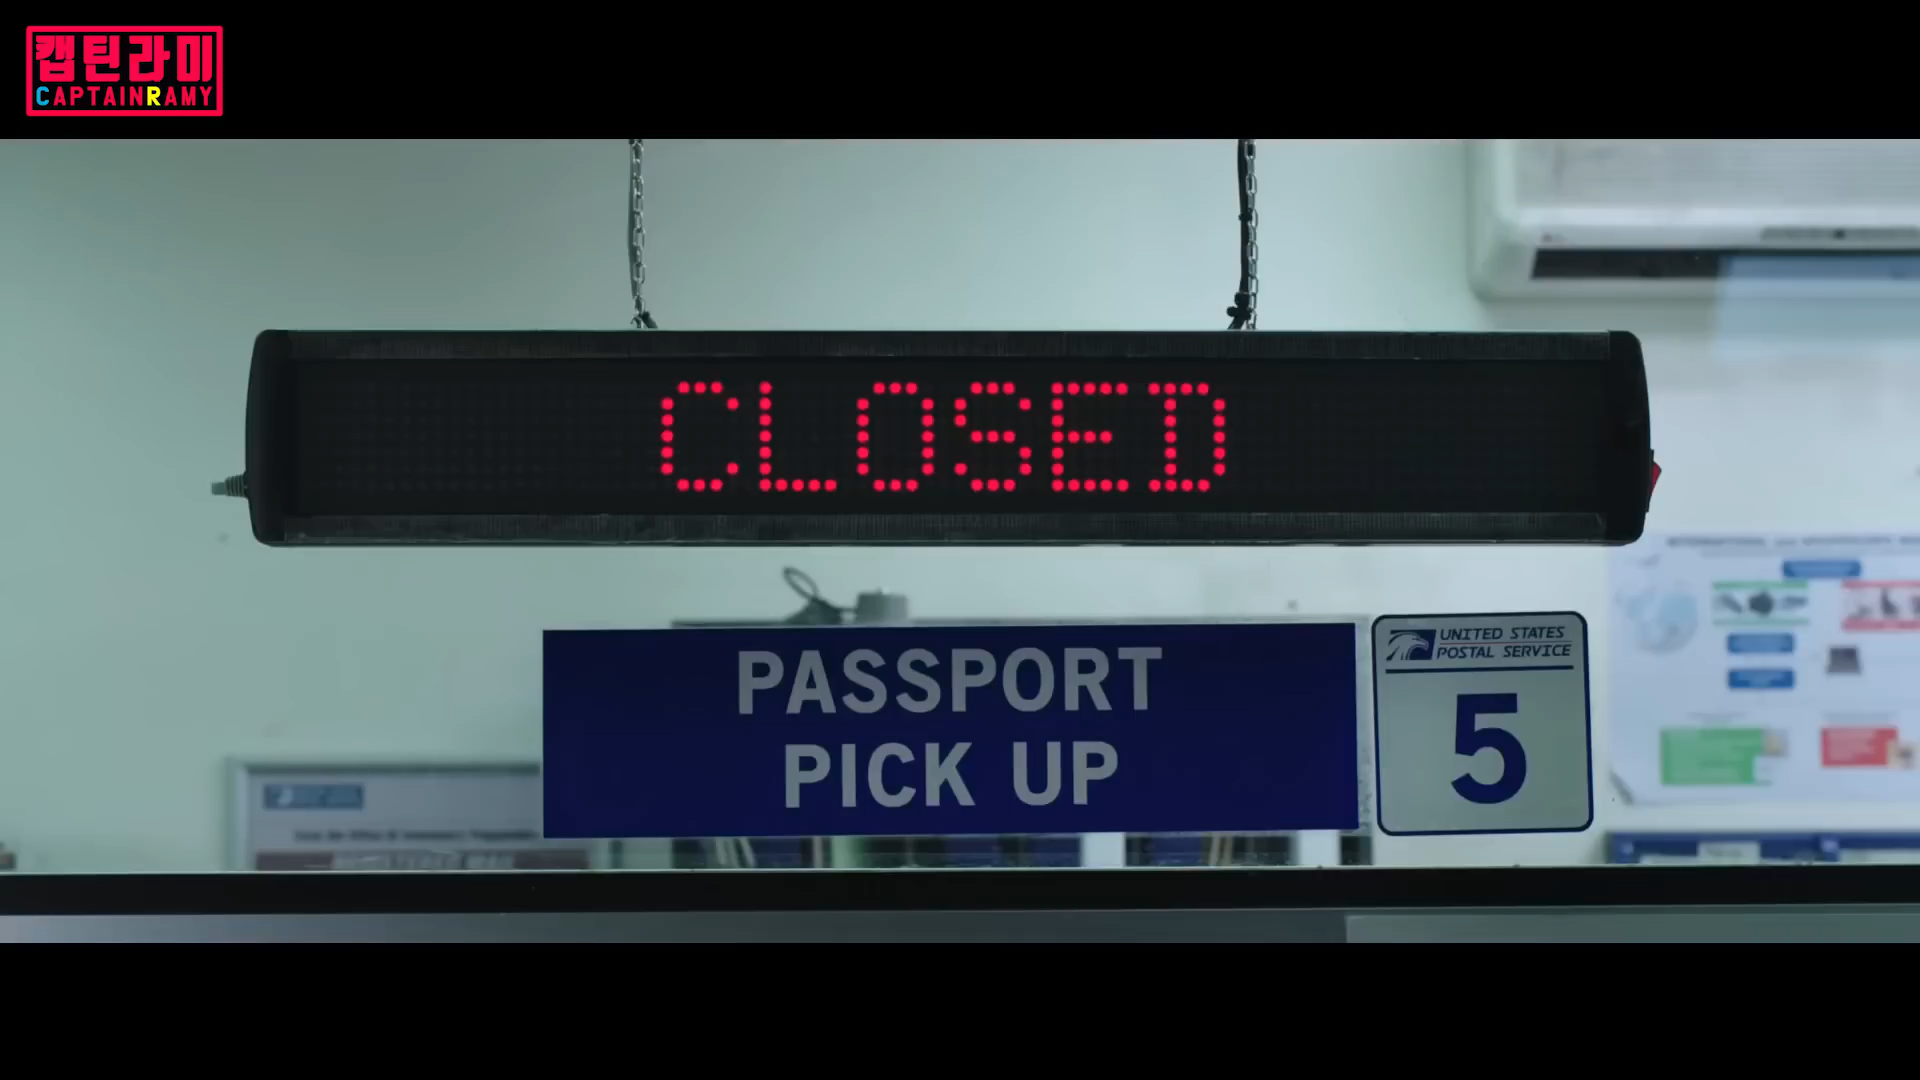 캡틴라미
CAPTAINRAMY
CLOSED
PASSPORT
PICK UP
UNITED STATES
POSTAL SERVICE
5